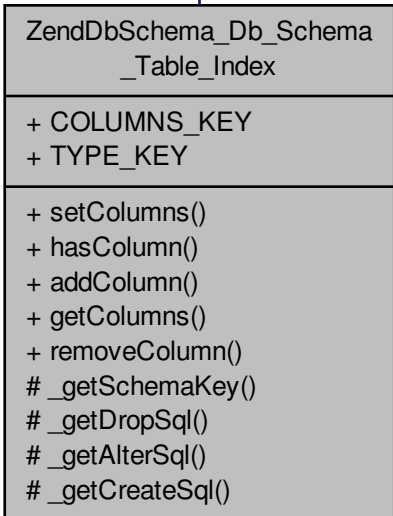 ZendDbSchema_Db_Schema
_Table_Index
+ COLUMNS_KEY
+ TYPE_KEY
+ setColumns()
+ hasColumn()
+ addColumn()
+ getColumns()
+ removeColumn()
# _getSchemaKey()
# _getDropSql()
# _getAlterSql()
# _getCreateSql()